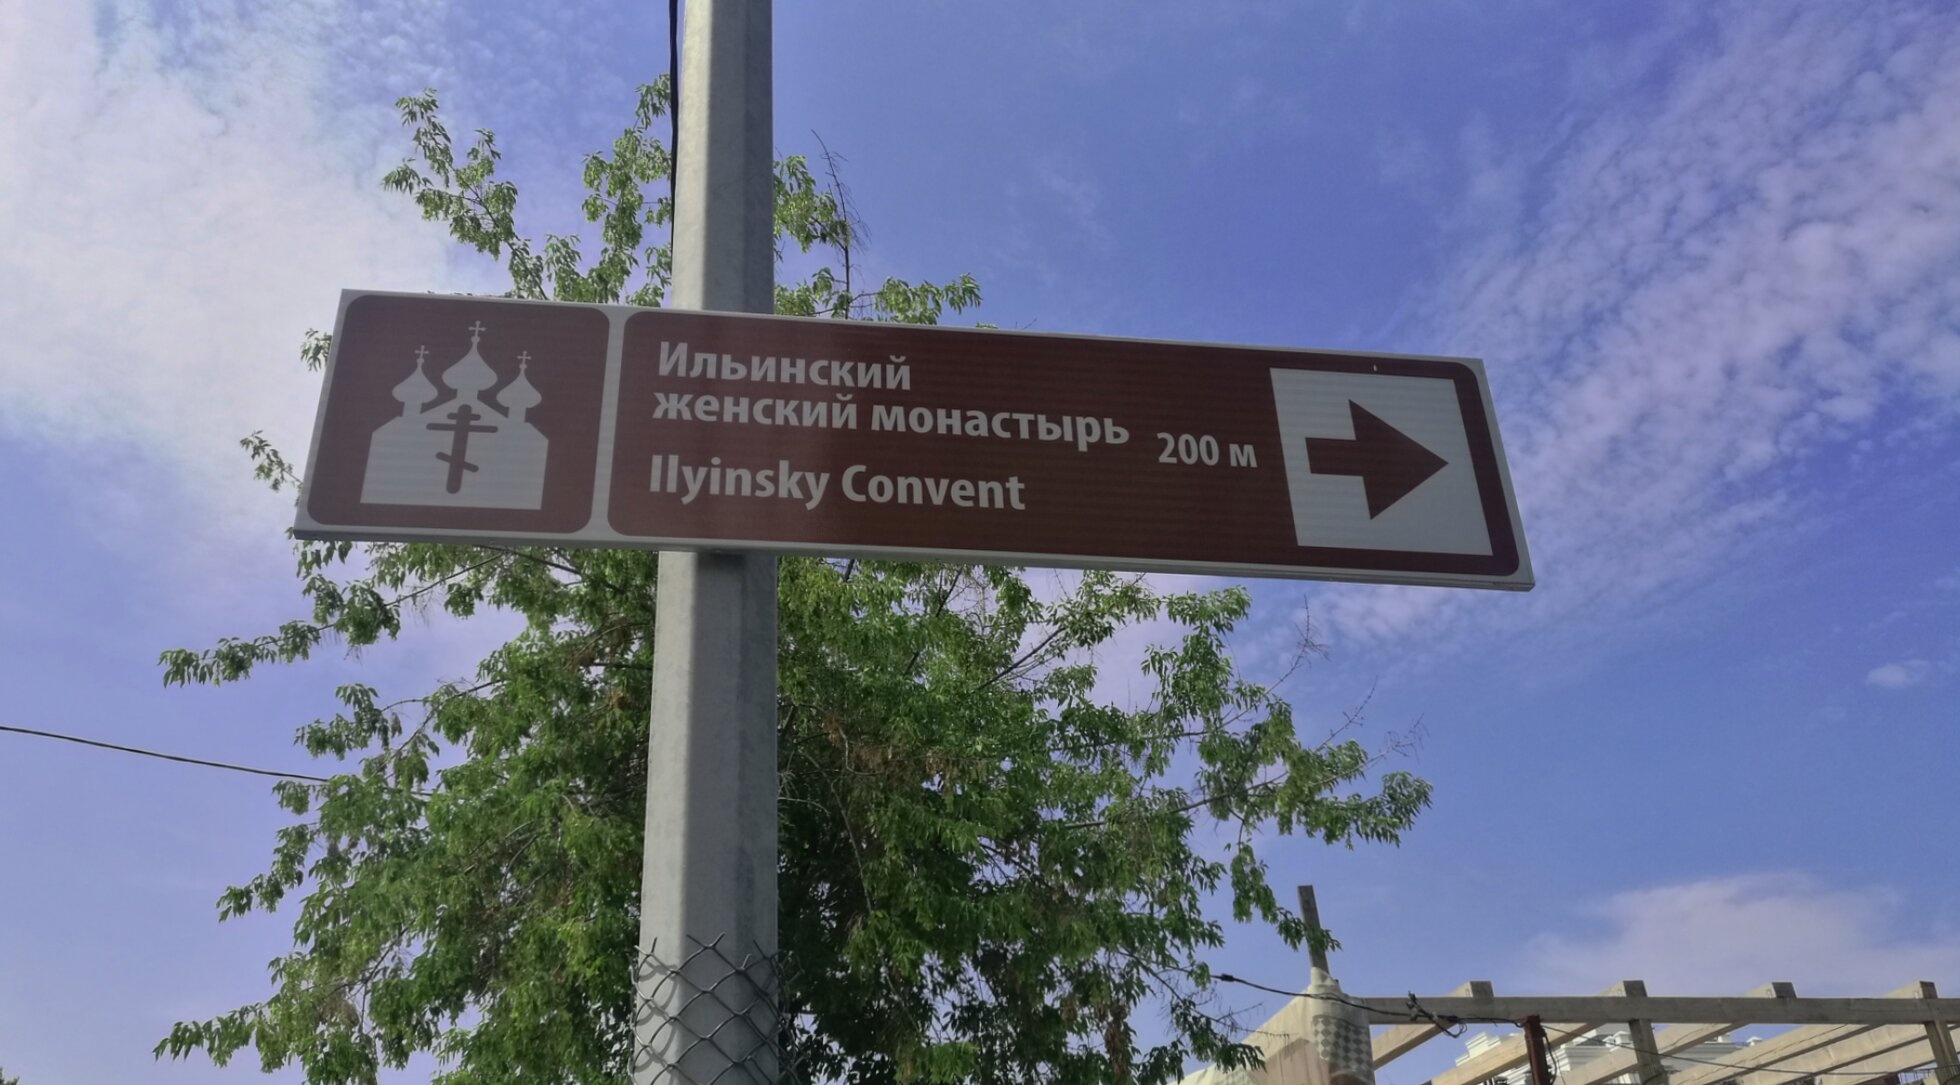 Ильинский
женский монастырь
200 м
Ilyinsky Convent